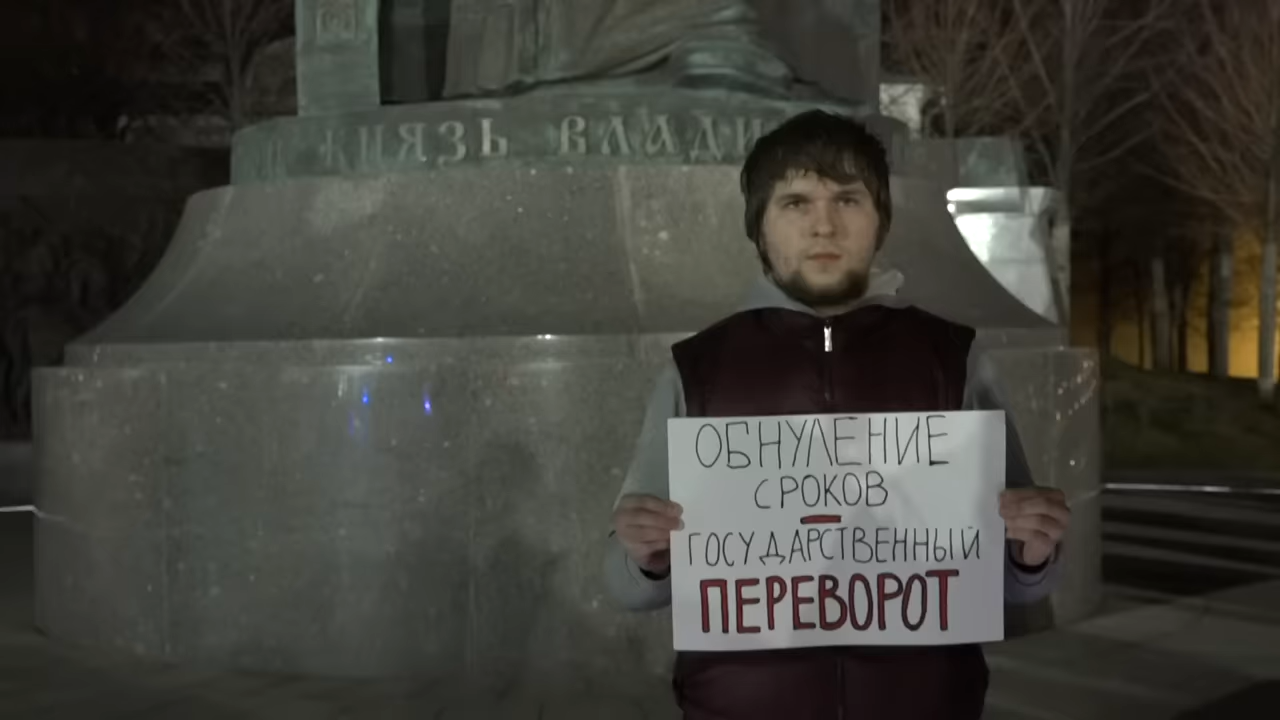 КНЯЗЬ ВЛАДИ
ОБНУЛЕНИЕ
СРОКОВ
–
ГОСУДАРСТВЕННЫЙ
ПЕРЕВОРОТ